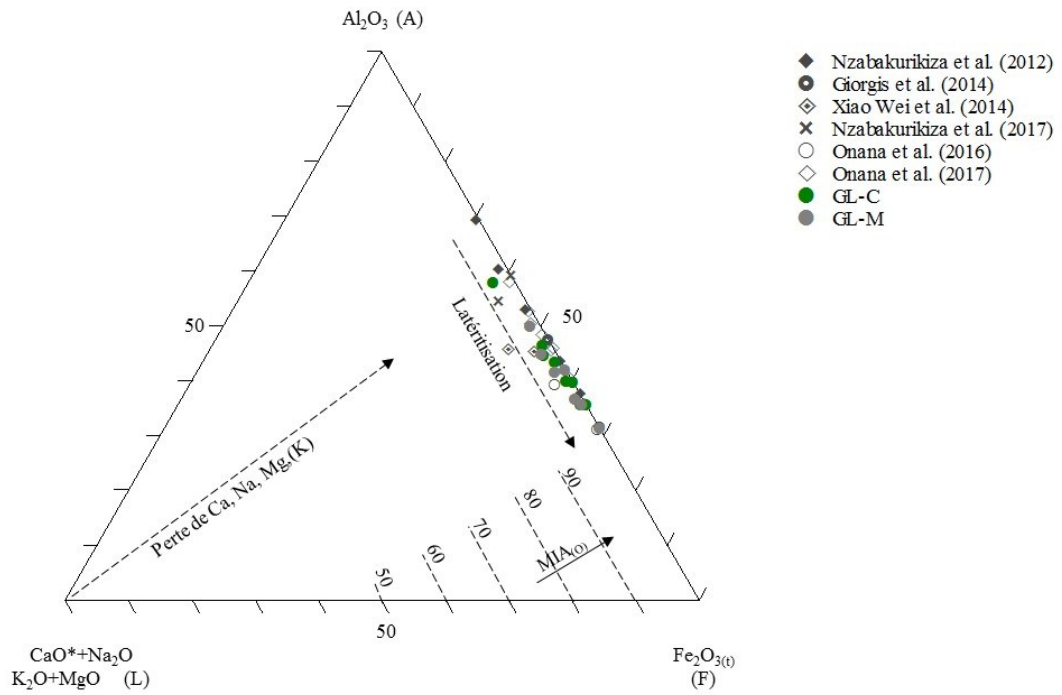 Al₂O₃ (A)
Nzabakurikiza et al. (2012)
Giorgis et al. (2014)
Xiao Wei et al. (2014)
Nzabakurikiza et al. (2017)
Onana et al. (2016)
Onana et al. (2017)
GL-C
GL-M
50
50
Latéritisation
Perte de Ca, Na, Mg,(K)
50
60
70
80
90
MIA(O)
50
CaO*+Na₂O
K₂O+MgO (L)
Fe₂O₃(t)
(F)